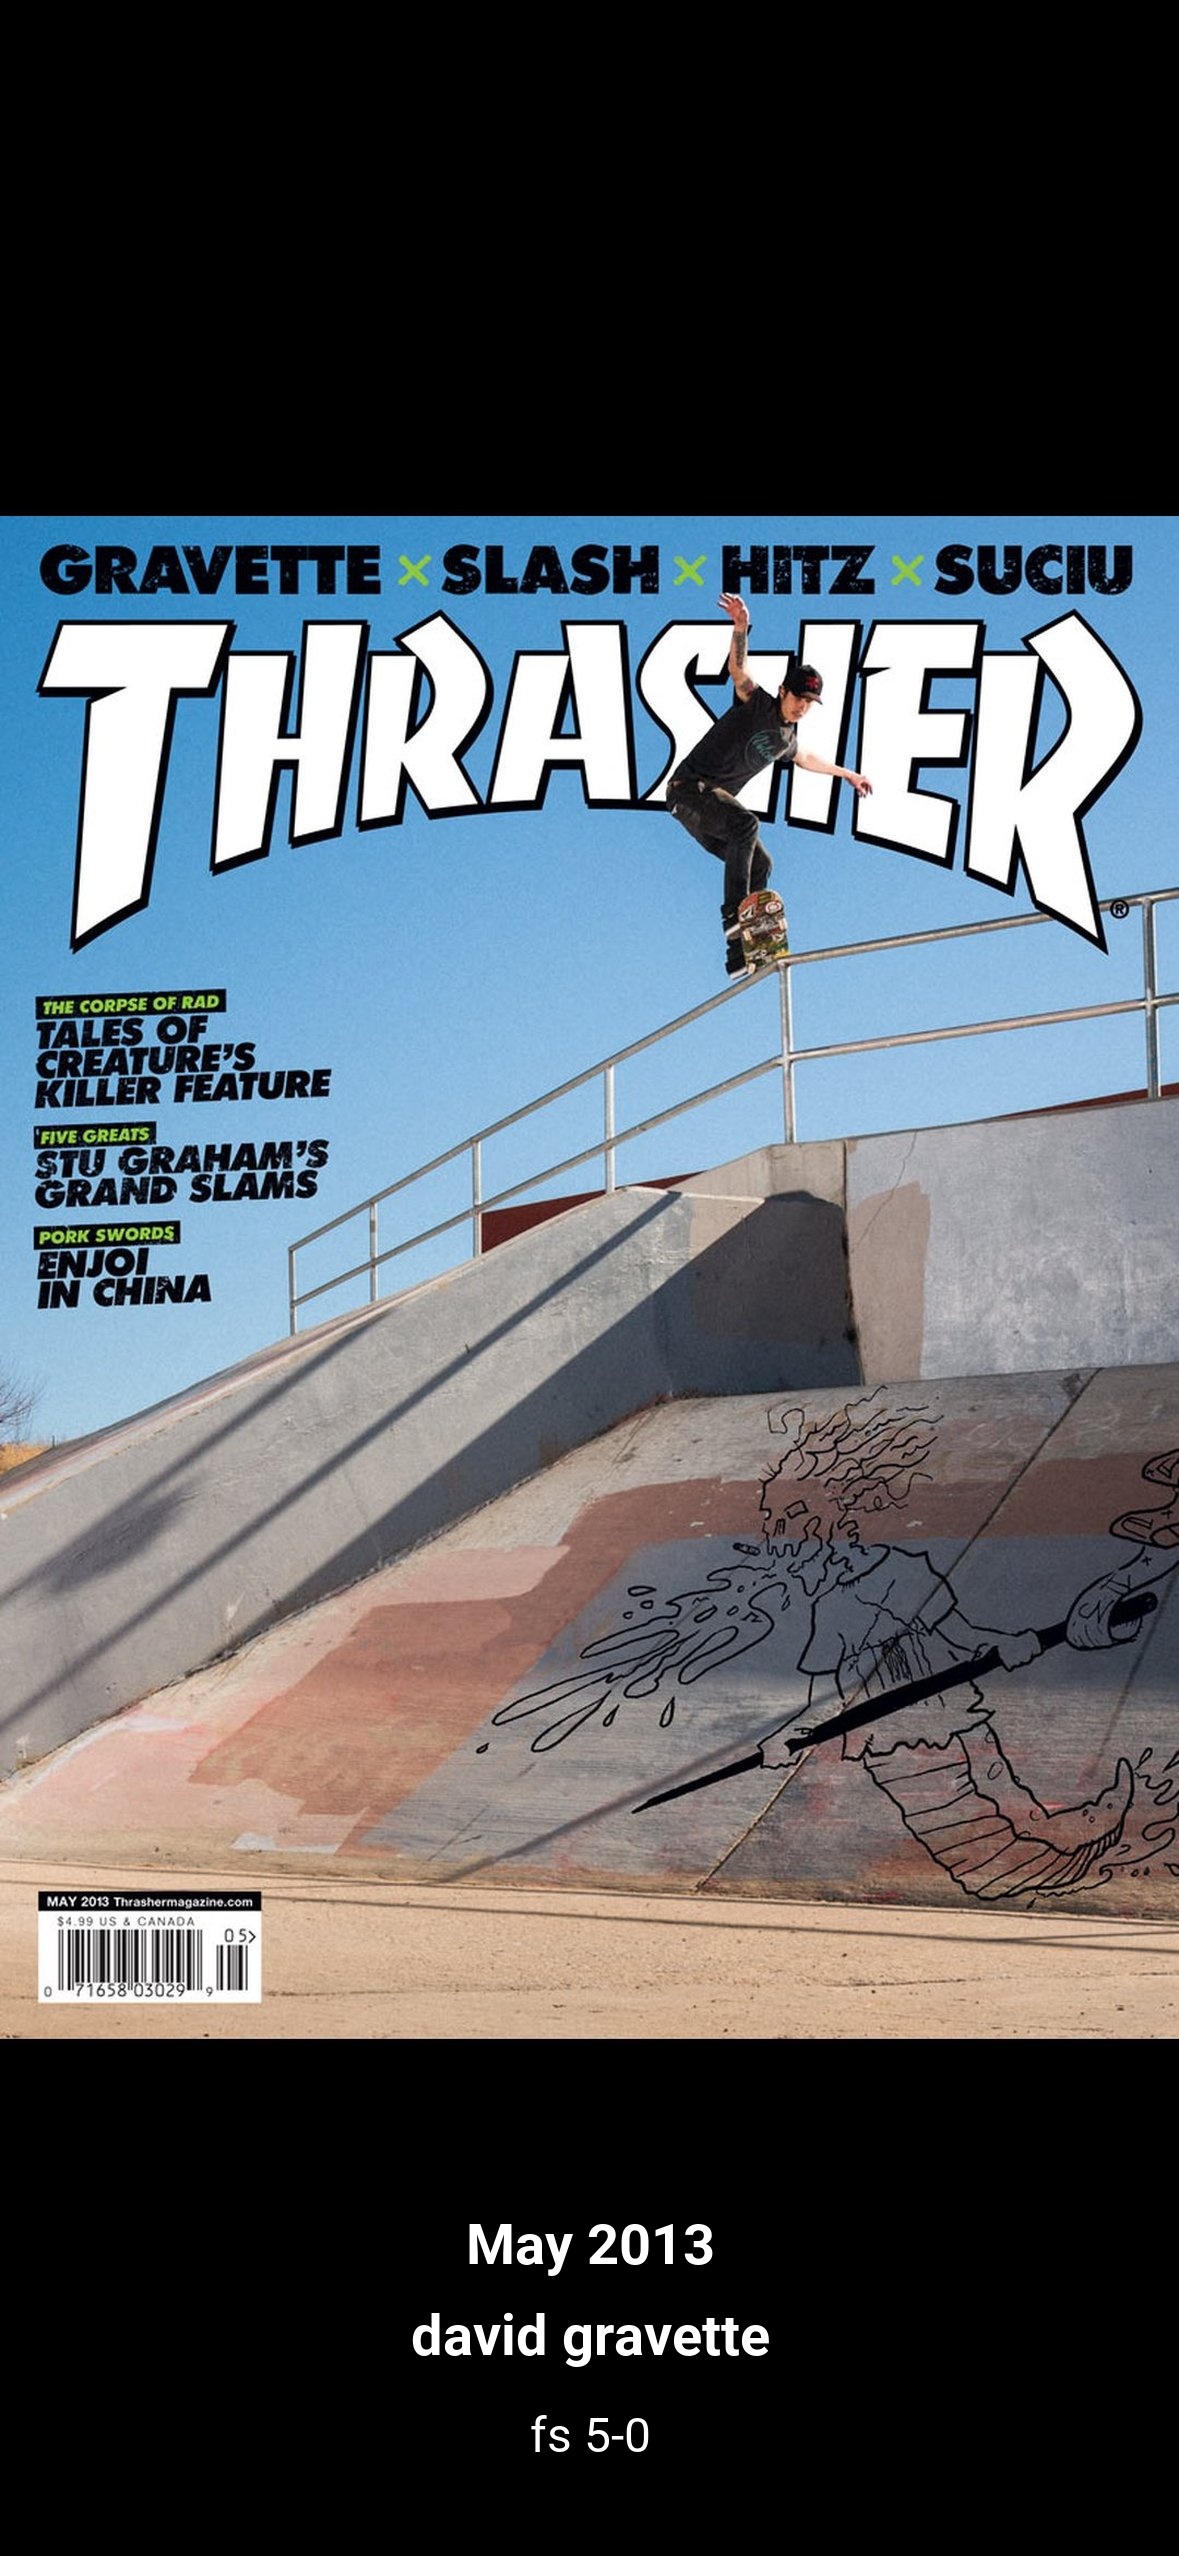 GRAVETTE × SLASH × HITZ × SUCIU
THRASHER
®
THE CORPSE OF RAD
TALES OF
CREATURE'S
KILLER FEATURE
FIVE GREATS
STU GRAHAM'S
GRAND SLAMS
PORK SWORDS
ENJOI
IN CHINA
MAY 2013 Thrashermagazine.com
$4.99 US & CANADA
05>
0 71658 03029 9
May 2013
david gravette
fs 5-0